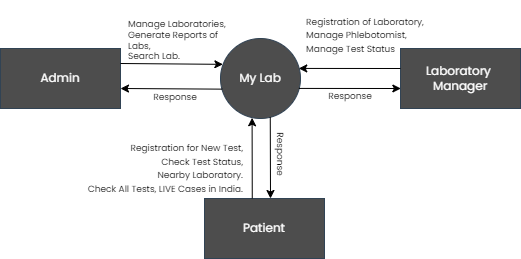 Manage Laboratories,
Generate Reports of
Labs,
Search Lab.
Registration of Laboratory,
Manage Phlebotomist,
Manage Test Status
Admin
My Lab
Laboratory
Manager
Response
Response
Registration for New Test,
Check Test Status,
Nearby Laboratory.
Check All Tests, LIVE Cases in India.
Response
Patient